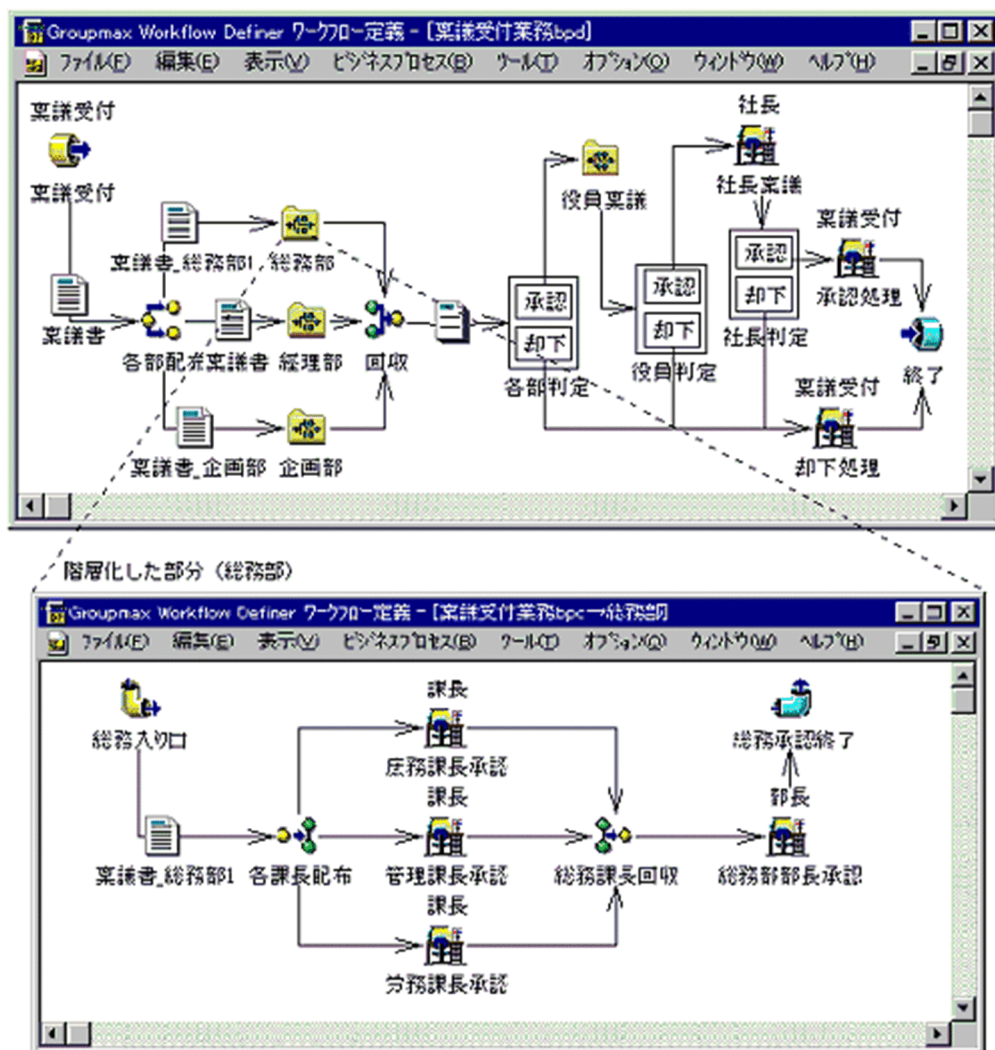 Groupmax Workflow Definer ワークフロー定義 - [稟議受付業務bpd]
ファイル(F) 編集(E) 表示(V) ビジネスプロセス(B) ツール(T) オプション(O) ウィンドウ(W) ヘルプ(H)
稟議受付
稟議受付
稟議書
稟議書_総務部1
総務部
各部配布
稟議書
経理部
回収
稟議書_企画部
企画部
承認
却下
各部判定
役員稟議
承認
却下
役員判定
社長
社長稟議
承認
却下
社長判定
稟議受付
承認処理
稟議受付
却下処理
終了
階層化した部分（総務部）
Groupmax Workflow Definer ワークフロー定義 - [稟議受付業務bpc→総務部]
ファイル(F) 編集(E) 表示(V) ビジネスプロセス(B) ツール(T) オプション(O) ウィンドウ(W) ヘルプ(H)
総務入り口
稟議書_総務部1
各課長配布
課長
庶務課長承認
課長
管理課長承認
課長
労務課長承認
総務課長回収
総務承認終了
部長
総務部部長承認